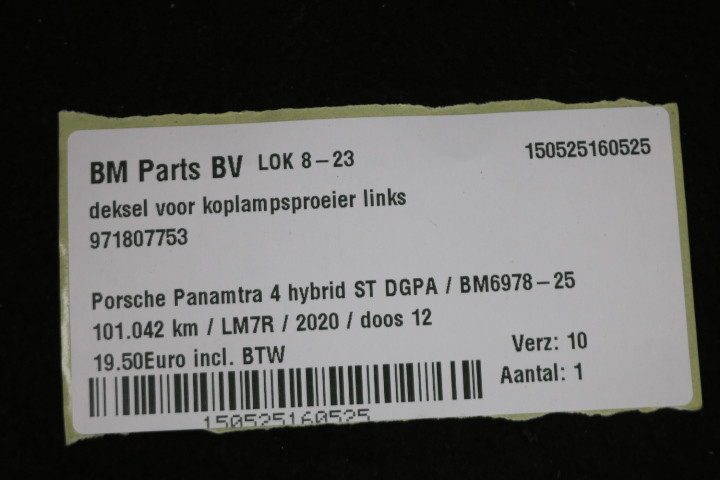 BM Parts BV LOK 8-23 150525160525
deksel voor koplampsproeier links
971807753
Porsche Panamtra 4 hybrid ST DGPA / BM6978-25
101.042 km / LM7R / 2020 / doos 12
19.50Euro incl. BTW Verz: 10
Aantal: 1
150525160525